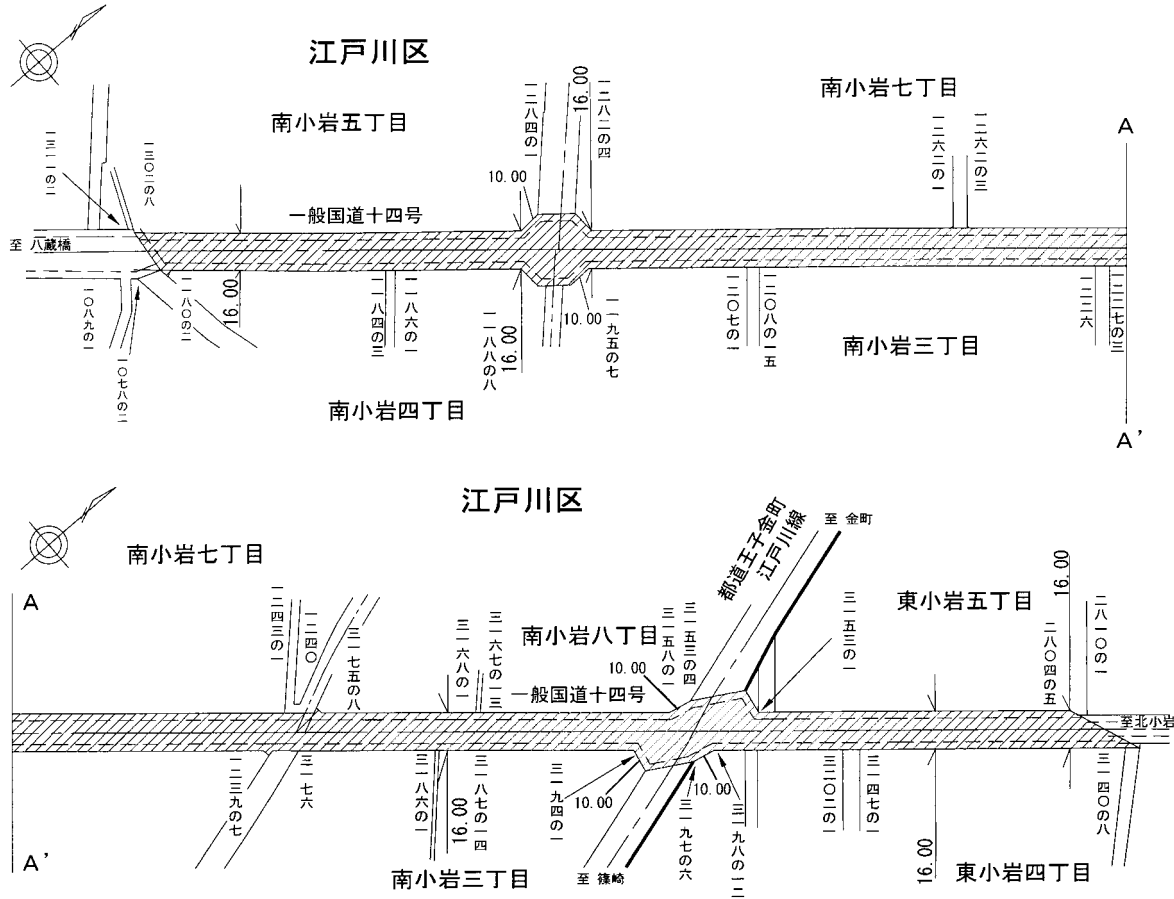 江戸川区
南小岩五丁目
南小岩七丁目
一三一一の二
一三〇二の八
一二八四の一
16.00
一二八二の四
一二六二の一
一二六二の三
A
10.00
一般国道十四号
至 八蔵橋
一〇八九の一
一〇七八の二
一一八〇の二
16.00
一一八四の三
一一八六の一
一一八八の八
16.00
10.00
一一九五の七
一二〇七の一
一二〇八の一五
一二二六
一二二七の三
南小岩四丁目
南小岩三丁目
A'
江戸川区
南小岩七丁目
A
一二四三の一
一二四〇
三一七五の八
三一六八の一
三一六七の一三
南小岩八丁目
一般国道十四号
三一五八の一
三一五三の四
10.00
都道王子金町
江戸川線
至 金町
三一五三の一
東小岩五丁目
16.00
二八〇四の五
二八一〇の一
至北小岩
A'
一二三九の七
三一七六
三一八六の一
16.00
三一八七の一四
南小岩三丁目
三一九四の一
10.00
至 篠崎
10.00
三一九七の六
三一九八の一二
三二〇二の一
三一四七の一
16.00
東小岩四丁目
三一四〇の八